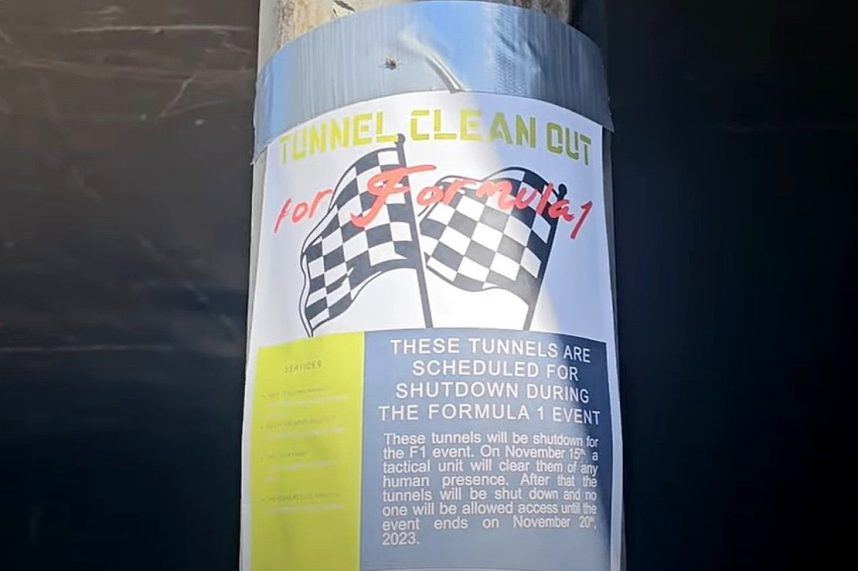 TUNNEL CLEAN OUT
for Formula 1
SERVICES
THESE TUNNELS ARE
SCHEDULED FOR
SHUTDOWN DURING
THE FORMULA 1 EVENT
These tunnels will be shutdown for
the F1 event. On November 15th, a
tactical unit will clear them of any
human presence. After that the
tunnels will be shut down and no
one will be allowed access until the
event ends on November 20th,
2023.